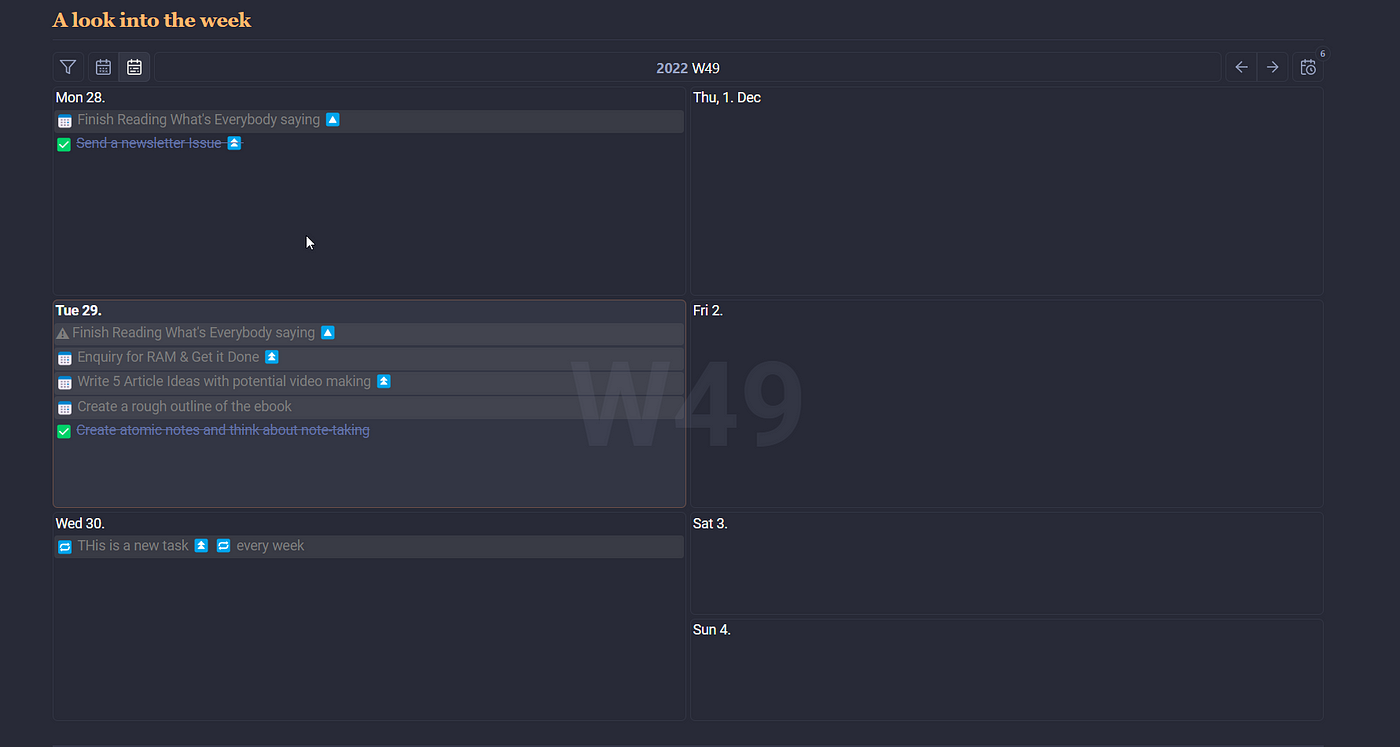 A look into the week
2022 W49
6
Mon 28.
Finish Reading What's Everybody saying
Send a newsletter Issue
Tue 29.
Finish Reading What's Everybody saying
Enquiry for RAM & Get it Done
Write 5 Article Ideas with potential video making
Create a rough outline of the ebook
Create atomic notes and think about note-taking
Wed 30.
THis is a new task every week
Thu, 1. Dec
Fri 2.
Sat 3.
Sun 4.
W49